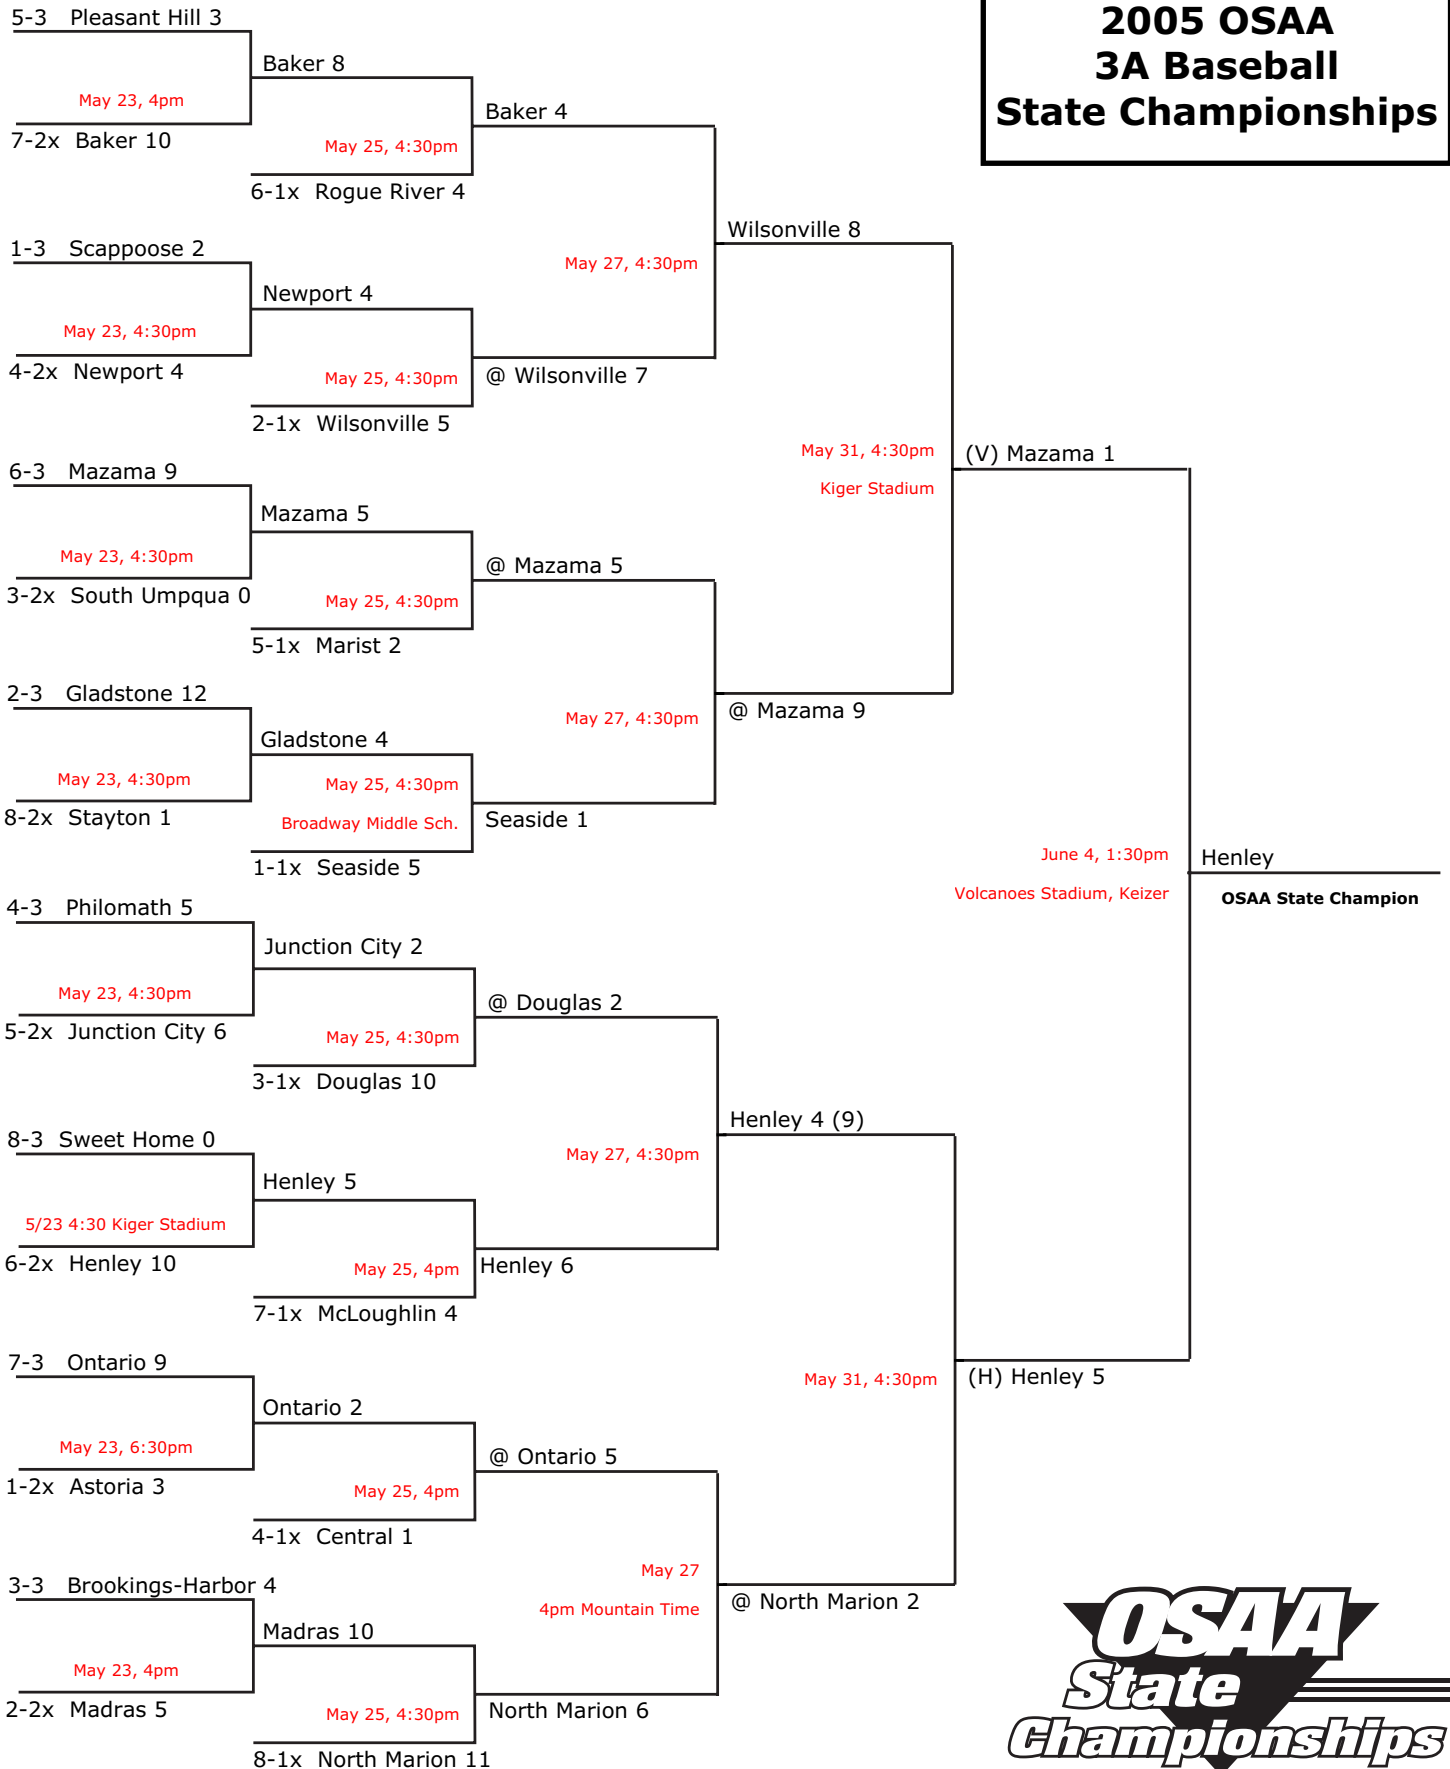 5-3 Pleasant Hill 3
2005 OSAA
3A Baseball
State Championships
Baker 8
May 23, 4pm
Baker 4
7-2x Baker 10
May 25, 4:30pm
6-1x Rogue River 4
Wilsonville 8
1-3 Scappoose 2
May 27, 4:30pm
Newport 4
May 23, 4:30pm
4-2x Newport 4
May 25, 4:30pm
@ Wilsonville 7
2-1x Wilsonville 5
May 31, 4:30pm
Kiger Stadium
(V) Mazama 1
6-3 Mazama 9
Mazama 5
May 23, 4:30pm
@ Mazama 5
3-2x South Umpqua 0
May 25, 4:30pm
5-1x Marist 2
2-3 Gladstone 12
May 27, 4:30pm
@ Mazama 9
Gladstone 4
May 23, 4:30pm
May 25, 4:30pm
Broadway Middle Sch.
8-2x Stayton 1
Seaside 1
1-1x Seaside 5
June 4, 1:30pm
Volcanoes Stadium, Keizer
Henley
OSAA State Champion
4-3 Philomath 5
Junction City 2
May 23, 4:30pm
@ Douglas 2
5-2x Junction City 6
May 25, 4:30pm
3-1x Douglas 10
Henley 4 (9)
8-3 Sweet Home 0
May 27, 4:30pm
Henley 5
5/23 4:30 Kiger Stadium
6-2x Henley 10
May 25, 4pm
Henley 6
7-1x McLoughlin 4
7-3 Ontario 9
May 31, 4:30pm
(H) Henley 5
Ontario 2
May 23, 6:30pm
@ Ontario 5
1-2x Astoria 3
May 25, 4pm
4-1x Central 1
May 27
4pm Mountain Time
@ North Marion 2
3-3 Brookings-Harbor 4
Madras 10
May 23, 4pm
2-2x Madras 5
May 25, 4:30pm
North Marion 6
8-1x North Marion 11
OSAA
State
Championships